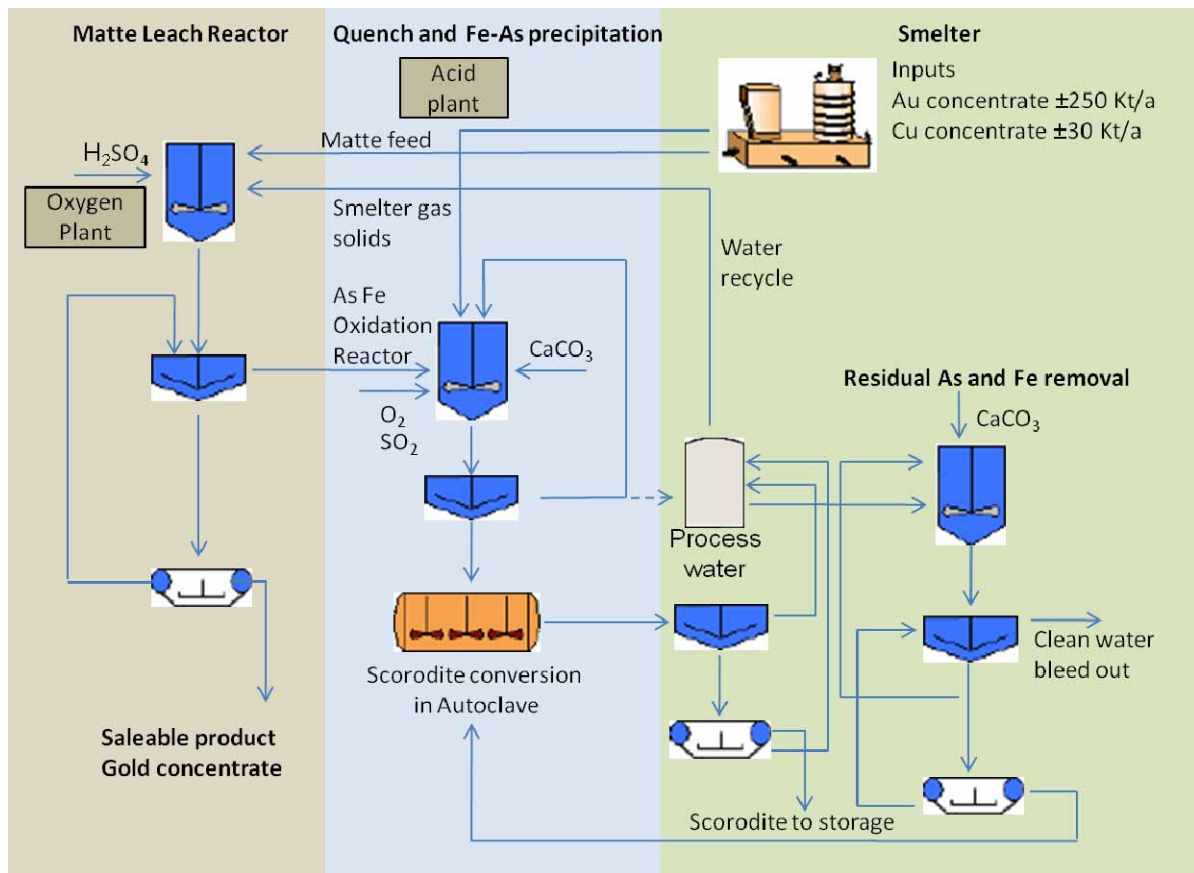 Matte Leach Reactor
Quench and Fe-As precipitation
Smelter
Acid
plant
Inputs
Au concentrate ±250 Kt/a
Cu concentrate ±30 Kt/a
Matte feed
H₂SO₄
Oxygen
Plant
Smelter gas
solids
Water
recycle
As Fe
Oxidation
Reactor
CaCO₃
O₂
SO₂
Residual As and Fe removal
CaCO₃
Process
water
Clean water
bleed out
Scorodite conversion
in Autoclave
Saleable product
Gold concentrate
Scorodite to storage